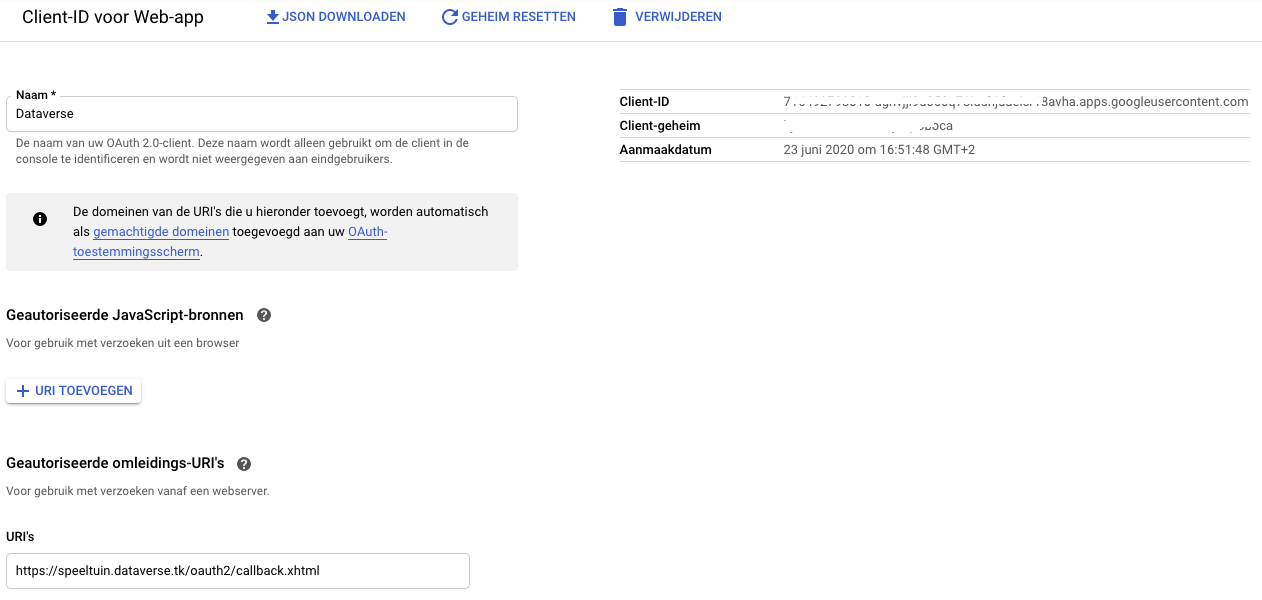 Client-ID voor Web-app
JSON DOWNLOADEN
GEHEIM RESETTEN
VERWIJDEREN
Naam *
Dataverse
De naam van uw OAuth 2.0-client. Deze naam wordt alleen gebruikt om de client in de
console te identificeren en wordt niet weergegeven aan eindgebruikers.
Client-ID
8avha.apps.googleusercontent.com
Client-geheim
Aanmaakdatum
23 juni 2020 om 16:51:48 GMT+2
De domeinen van de URI's die u hieronder toevoegt, worden automatisch
als gemachtigde domeinen toegevoegd aan uw OAuth-
toestemmingsscherm.
Geautoriseerde JavaScript-bronnen
Voor gebruik met verzoeken uit een browser
URI TOEVOEGEN
Geautoriseerde omleidings-URI's
Voor gebruik met verzoeken vanaf een webserver.
URI's
https://speeltuin.dataverse.tk/oauth2/callback.xhtml